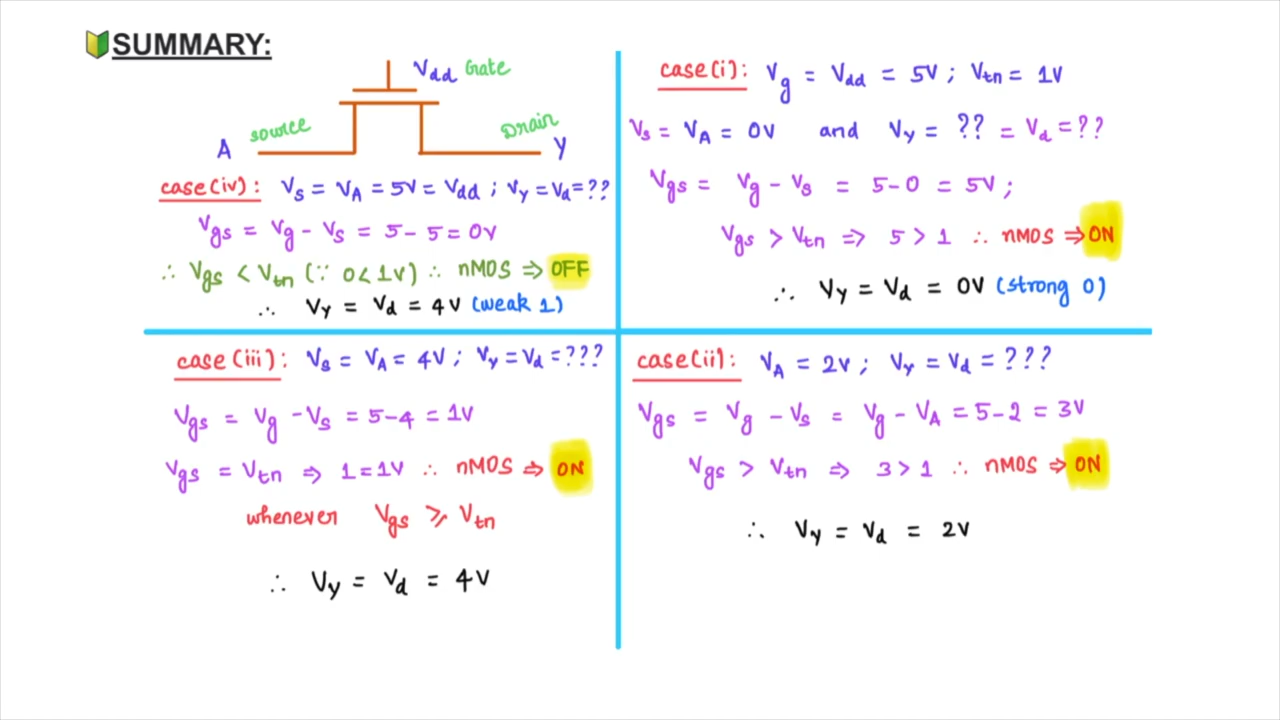 SUMMARY:
Vdd Gate
source
Drain
A
Y
case(i): Vg = Vdd = 5V ; Vtn = 1V
Vs = VA = 0V and Vy = ?? = Vd = ??
Vgs = Vg - Vs = 5-0 = 5V ;
Vgs > Vtn ⇒ 5 > 1 ∴ nMOS ⇒ ON
∴ Vy = Vd = 0V (strong 0)
case(iv): Vs = VA = 5V = Vdd ; Vy = Vd = ??
Vgs = Vg - Vs = 5 - 5 = 0V
∴ Vgs < Vtn (∵ 0 < 1V) ∴ nMOS ⇒ OFF
∴ Vy = Vd = 4V (weak 1)
case(iii): Vs = VA = 4V ; Vy = Vd = ???
Vgs = Vg - Vs = 5-4 = 1V
Vgs = Vtn ⇒ 1 = 1V ∴ nMOS ⇒ ON
whenever Vgs ⩾ Vtn
∴ Vy = Vd = 4V
case(ii): VA = 2V ; Vy = Vd = ???
Vgs = Vg - Vs = Vg - VA = 5-2 = 3V
Vgs > Vtn ⇒ 3 > 1 ∴ nMOS ⇒ ON
∴ Vy = Vd = 2V